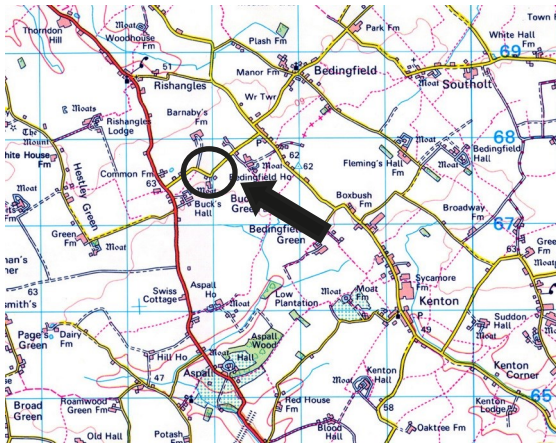 Thorndon
Hill
Moat
Woodhouse
Fm
Plash Fm
Park Fm
Town
White Hall
Fm
69
51
Rishangles
Manor Fm
Bedingfield
Moat
Southolt
Wr Twr
Moats
Rishangles
Lodge
Barnaby's
Fm
The
Mount
White House
Fm
68
P
62
62
Moat
Moat
Bedingfield
Hall
Fleming's Hall
Fm
Common Fm
63
Bedingfield Ho
Moat
Hestley Green
Moat
Buck's
Hall
Boxbush
Fm
Broadway
Fm
67
Green
Fm
Moat
Bedingfield
Green
63
63
Moat
Swiss
Cottage
Aspall
Ho
Moat
Low
Plantation
Moat
Fm
Sycamore
Fm
Kenton
P
49
Suddon
Hall
Moat
Page's
Green
Dairy
Fm
Aspall
Wood
Hill Ho
Moat
Hall
47
Aspall
Moat
Kenton
Hall
Kenton
Corner
65
Broad
Green
Roamwood
Green Fm
Red House
Fm
58
Kenton
Lodge
Old Hall
Potash
Fm
Blood
Hall
Oaktree Fm